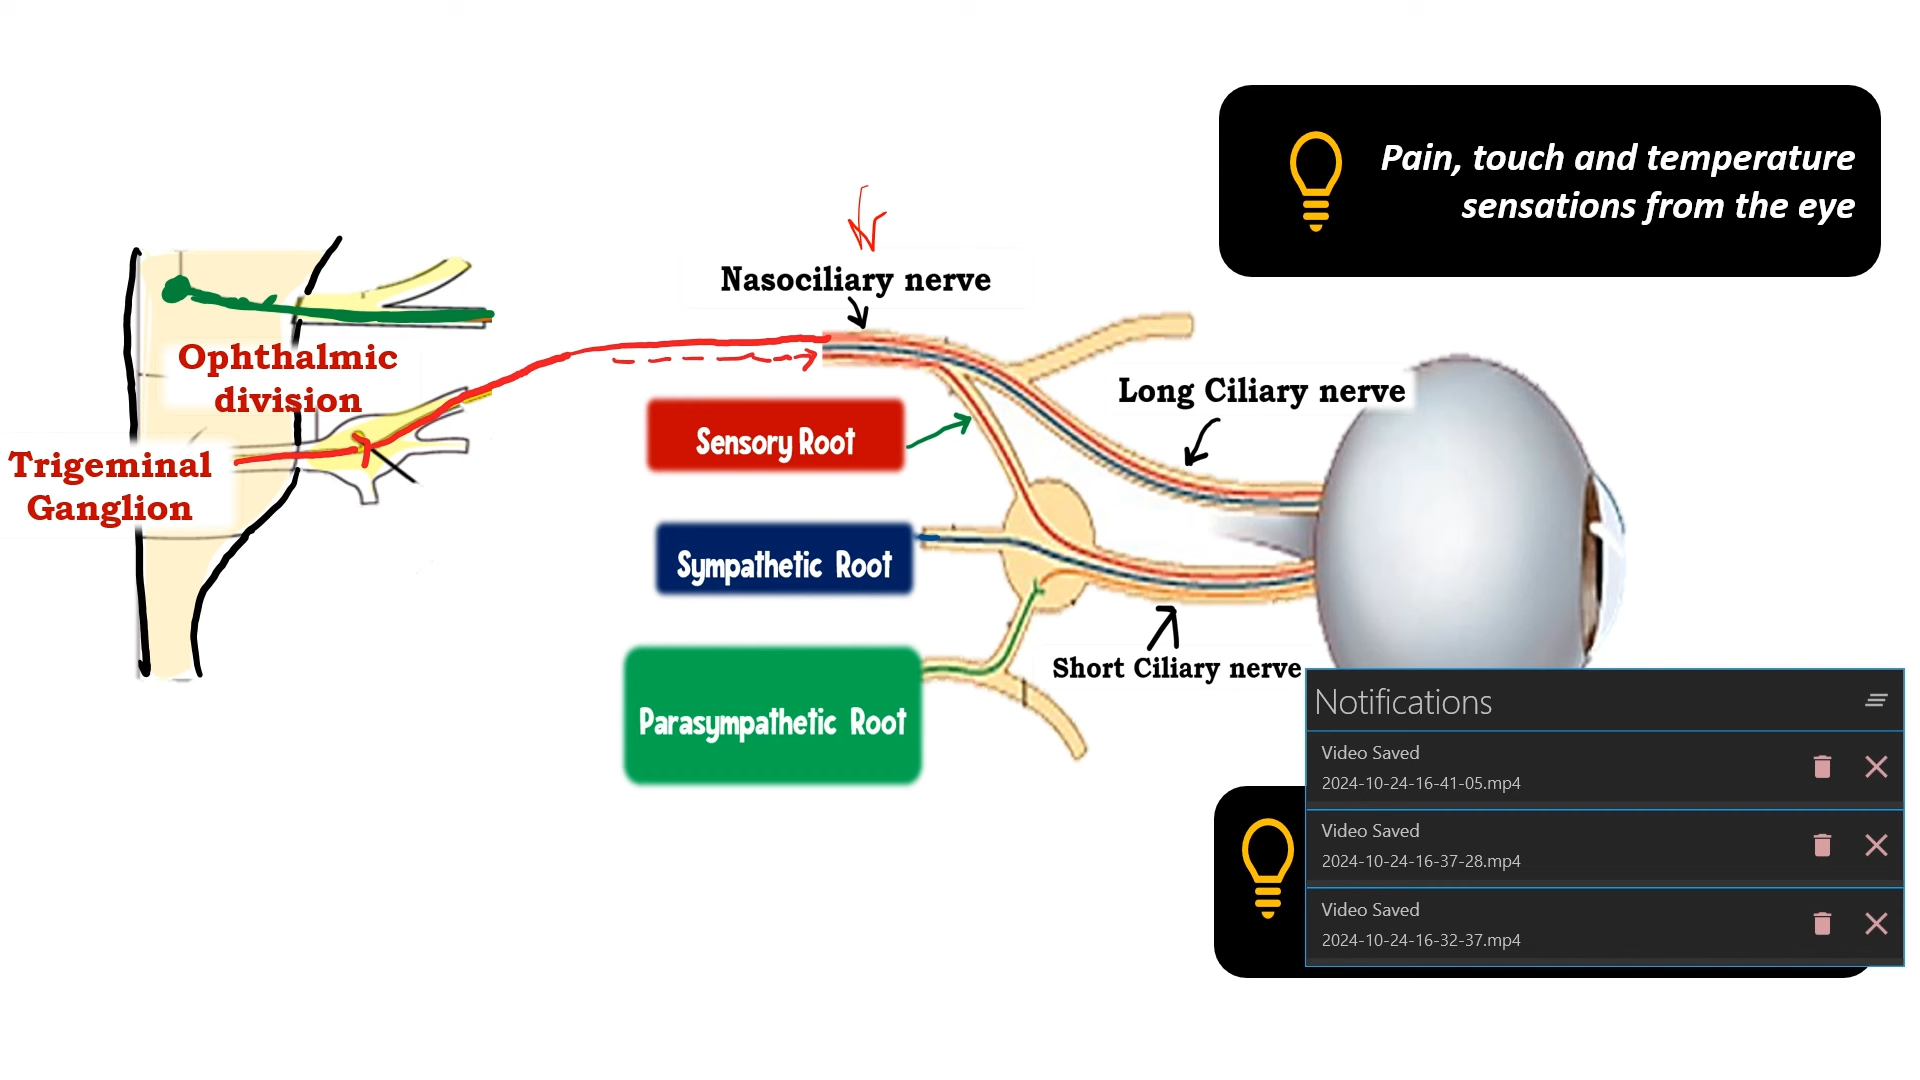 Pain, touch and temperature
sensations from the eye
Nasociliary nerve
Ophthalmic
division
Long Ciliary nerve
Sensory Root
Trigeminal
Ganglion
Sympathetic Root
Short Ciliary nerve
Parasympathetic Root
Notifications
Video Saved
2024-10-24-16-41-05.mp4
Video Saved
2024-10-24-16-37-28.mp4
Video Saved
2024-10-24-16-32-37.mp4